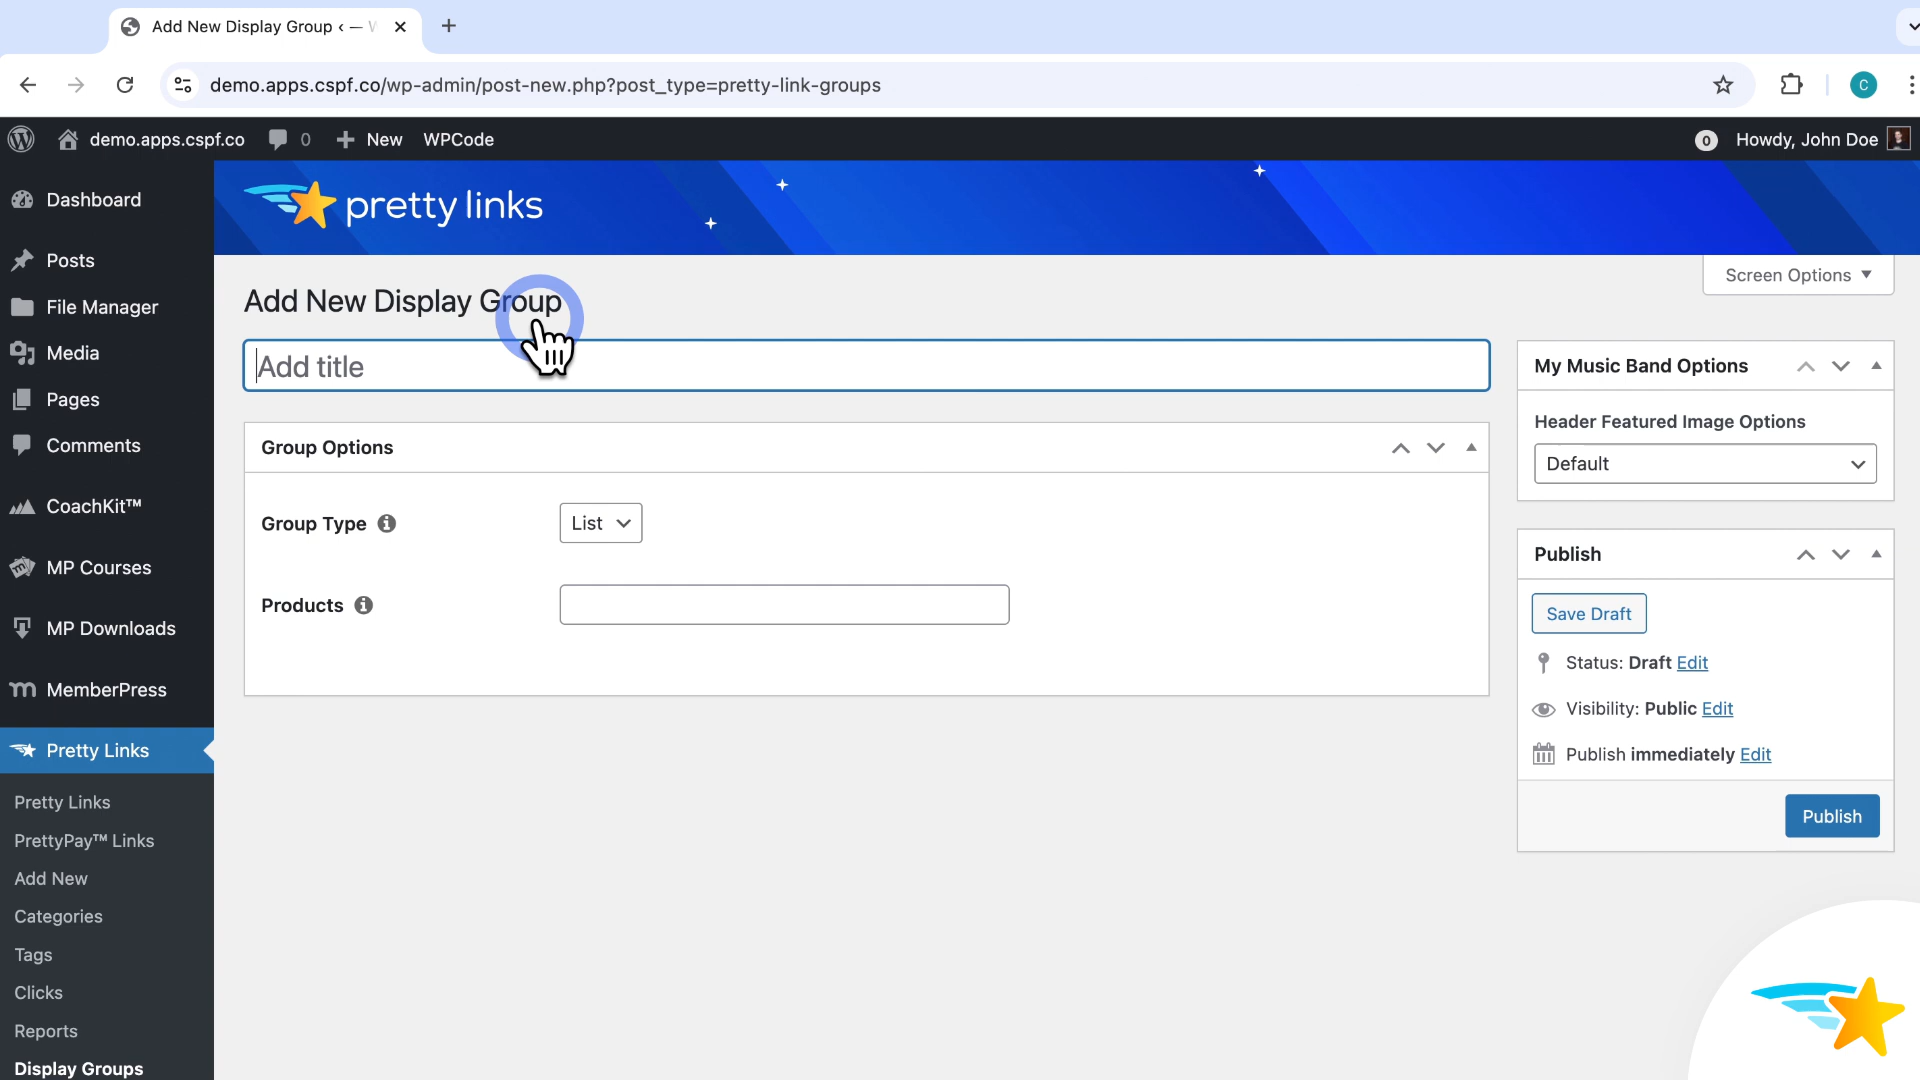 Add New Display Group ‹ —
demo.apps.cspf.co/wp-admin/post-new.php?post_type=pretty-link-groups
C
demo.apps.cspf.co
0
New
WPCode
0
Howdy, John Doe
pretty links
Dashboard
Posts
File Manager
Media
Pages
Comments
CoachKit™
MP Courses
MP Downloads
MemberPress
Pretty Links
Pretty Links
PrettyPay™ Links
Add New
Categories
Tags
Clicks
Reports
Display Groups
Screen Options
Add New Display Group
Add title
Group Options
Group Type
List
Products
My Music Band Options
Header Featured Image Options
Default
Publish
Save Draft
Status: Draft Edit
Visibility: Public Edit
Publish immediately Edit
Publish